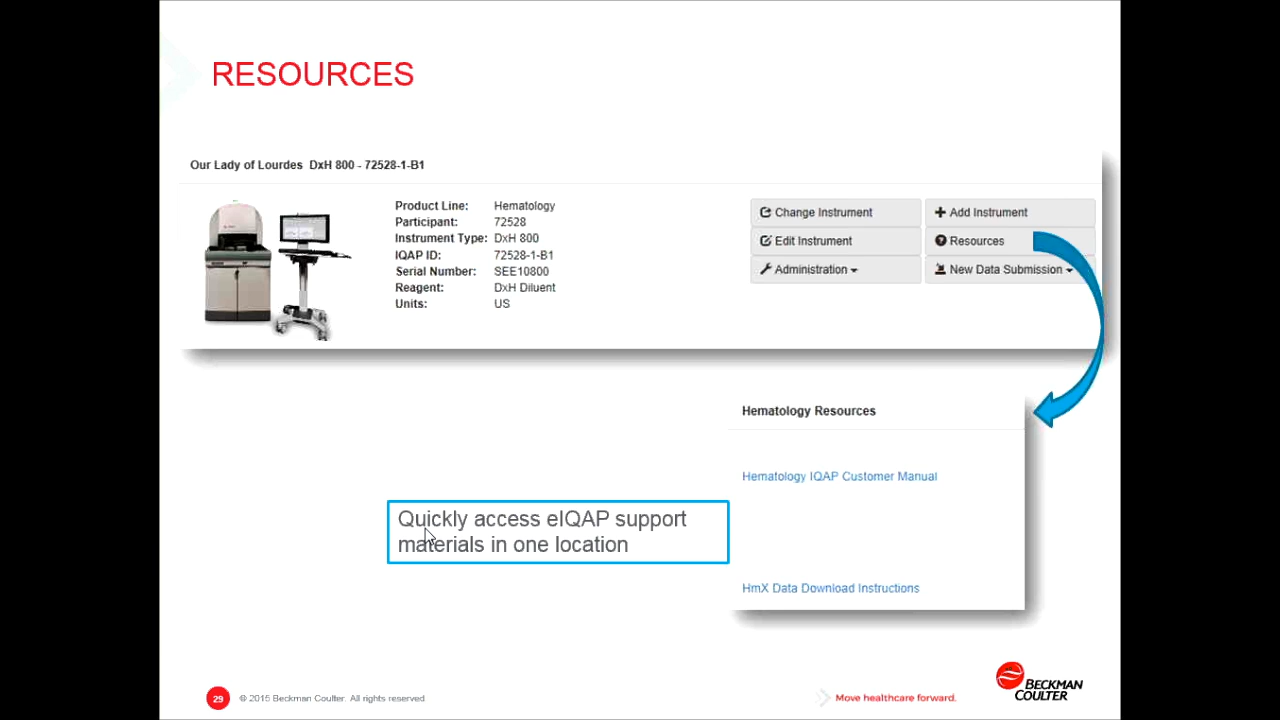 RESOURCES
Our Lady of Lourdes DxH 800 - 72528-1-B1
Product Line: Hematology
Participant: 72528
Instrument Type: DxH 800
IQAP ID: 72528-1-B1
Serial Number: SEE10800
Reagent: DxH Diluent
Units: US
Change Instrument
Add Instrument
Edit Instrument
Resources
Administration
New Data Submission
Hematology Resources
Hematology IQAP Customer Manual
Quickly access eIQAP support
materials in one location
HmX Data Download Instructions
29
© 2015 Beckman Coulter. All rights reserved
Move healthcare forward.
BECKMAN
COULTER